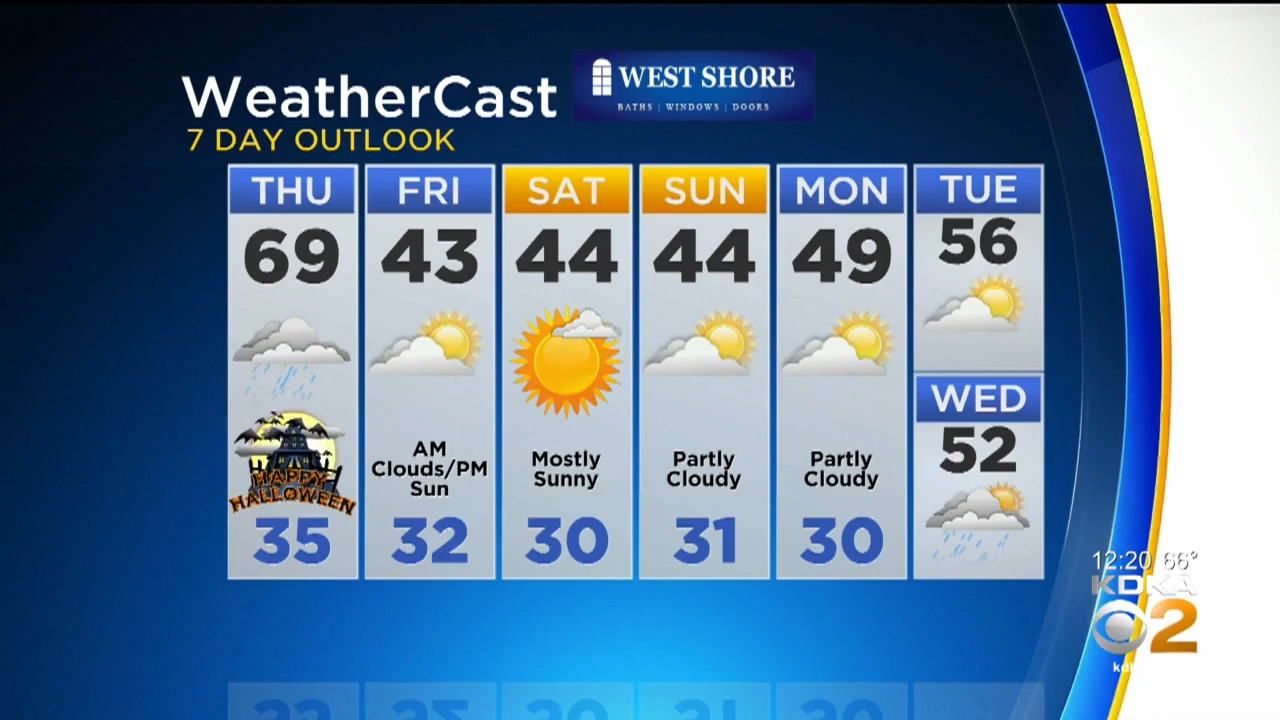 WeatherCast
WEST SHORE
BATHS | WINDOWS | DOORS
7 DAY OUTLOOK
THU
69
HAPPY
HALLOWEEN
35
FRI
43
AM
Clouds/PM
Sun
32
SAT
44
Mostly
Sunny
30
SUN
44
Partly
Cloudy
31
MON
49
Partly
Cloudy
30
TUE
56
WED
52
12:20 66°
KDKA
2